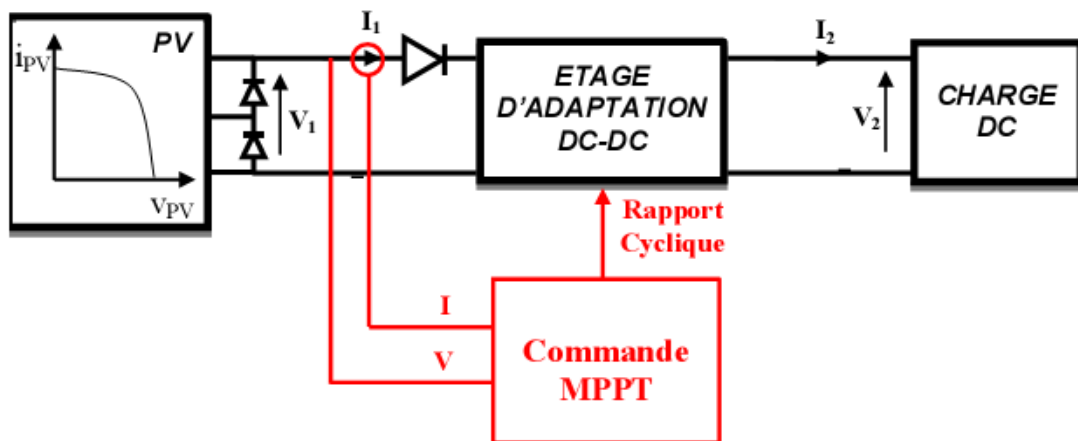 PV
iPV
VPV
V1
I1
ETAGE
D'ADAPTATION
DC-DC
I2
V2
CHARGE
DC
Rapport
Cyclique
I
V
Commande
MPPT